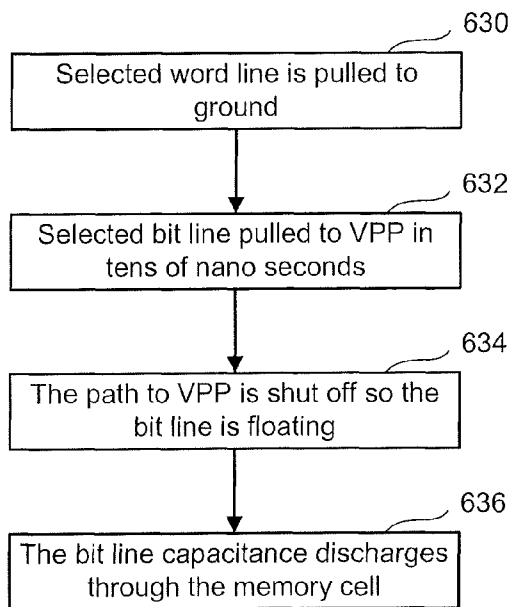 630
Selected word line is pulled to
ground
632
Selected bit line pulled to VPP in
tens of nano seconds
634
The path to VPP is shut off so the
bit line is floating
636
The bit line capacitance discharges
through the memory cell